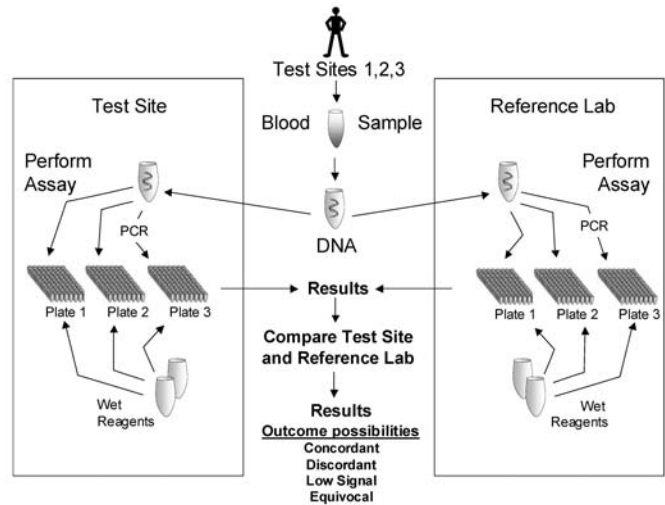 Test Sites 1,2,3
Test Site
Reference Lab
Blood Sample
Perform
Assay
Perform
Assay
PCR
PCR
DNA
Plate 1 Plate 2 Plate 3
Results
Plate 1 Plate 2 Plate 3
Compare Test Site
and Reference Lab
Wet
Reagents
Wet
Reagents
Results
Outcome possibilities
Concordant
Discordant
Low Signal
Equivocal